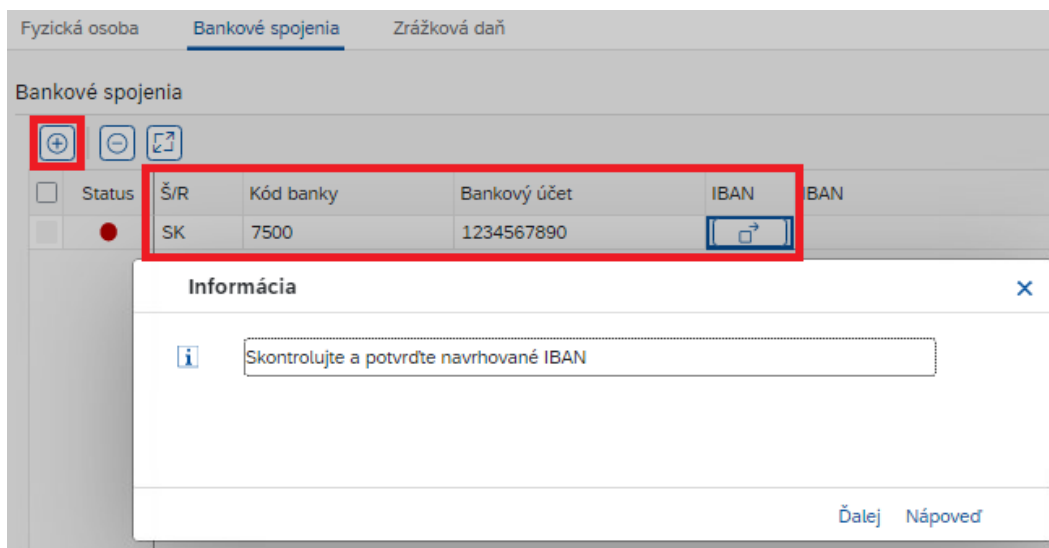 Fyzická osoba Bankové spojenia Zrážková daň
Bankové spojenia
Status Š/R Kód banky Bankový účet IBAN IBAN
SK 7500 1234567890
Informácia
Skontrolujte a potvrďte navrhované IBAN
Ďalej Nápoveď